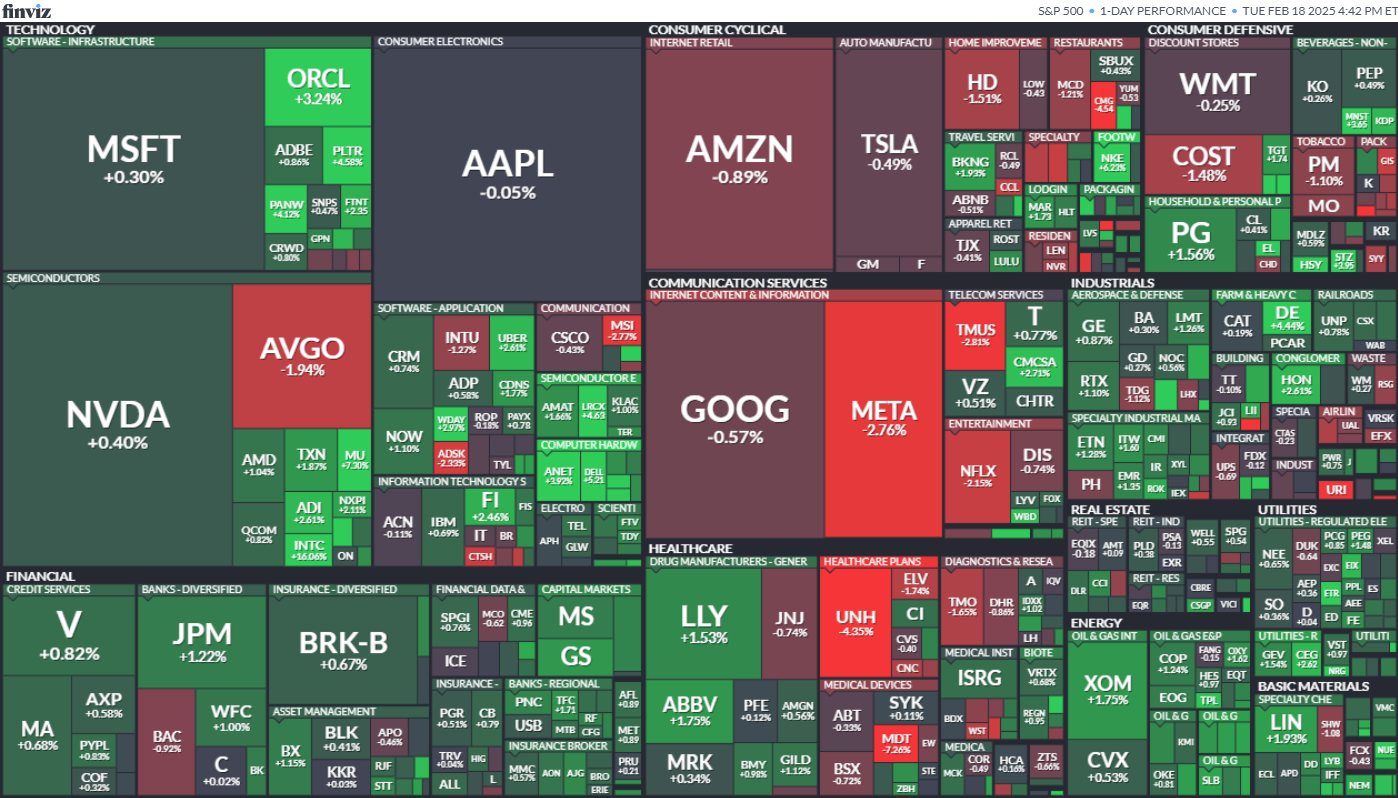 finviz
S&P 500 • 1-DAY PERFORMANCE • TUE FEB 18 2025 4:42 PM ET
TECHNOLOGY
SOFTWARE - INFRASTRUCTURE
MSFT
+0.30%
ORCL
+3.24%
ADBE
+0.86%
PLTR
+4.58%
PANW
+4.12%
SNPS
+0.47%
FTNT
+2.35
CRWD
+0.80%
GPN
CONSUMER ELECTRONICS
AAPL
-0.05%
SEMICONDUCTORS
NVDA
+0.40%
AVGO
-1.94%
AMD
+1.04%
TXN
+1.87%
MU
+7.30%
QCOM
+0.82%
ADI
+2.61%
NXPI
+2.11%
INTC
+16.06%
ON
SOFTWARE - APPLICATION
CRM
+0.74%
INTU
-1.27%
UBER
+2.61%
ADP
+0.58%
CDNS
+1.77%
NOW
+1.10%
WDAY
+2.97%
ROP
-0.18%
PAYX
+0.78
ADSK
-2.33%
TYL
COMMUNICATION
CSCO
-0.43%
MSI
-2.77%
SEMICONDUCTOR E
AMAT
+1.66%
LRCX
+4.63
KLAC
+1.00%
TER
COMPUTER HARDW
ANET
+3.92%
DELL
+5.21
INFORMATION TECHNOLOGY S
ACN
-0.11%
IBM
+0.69%
FI
+2.46%
FIS
IT
BR
CTSH
ELECTRO
APH
TEL
GLW
SCIENTI
FTV
TDY
CONSUMER CYCLICAL
INTERNET RETAIL
AMZN
-0.89%
AUTO MANUFACTU
TSLA
-0.49%
GM
F
HOME IMPROVEME
HD
-1.51%
LOW
-0.43
RESTAURANTS
MCD
-1.21%
SBUX
+0.43%
CMG
-4.54
YUM
-0.53
TRAVEL SERVI
BKNG
+1.93%
RCL
-0.49
CCL
ABNB
-0.51%
SPECIALTY
FOOTW
NKE
+6.23%
LODGIN
MAR
+1.73
HLT
PACKAGIN
APPAREL RET
TJX
-0.41%
ROST
LULU
RESIDEN
LEN
NVR
LVS
CONSUMER DEFENSIVE
DISCOUNT STORES
WMT
-0.25%
COST
-1.48%
TGT
+1.74
BEVERAGES - NON-
KO
+0.26%
PEP
+0.49%
MNST
+3.65
KDP
TOBACCO
PM
-1.10%
MO
PACK
GIS
K
HOUSEHOLD & PERSONAL P
PG
+1.56%
CL
+0.41%
EL
CHD
MDLZ
+0.59%
HSY
STZ
+3.95
KR
SYY
COMMUNICATION SERVICES
INTERNET CONTENT & INFORMATION
GOOG
-0.57%
META
-2.76%
TELECOM SERVICES
TMUS
-2.81%
T
+0.77%
VZ
+0.51%
CMCSA
+2.71%
CHTR
ENTERTAINMENT
NFLX
-2.15%
DIS
-0.74%
LYV
FOX
WBD
INDUSTRIALS
AEROSPACE & DEFENSE
GE
+0.87%
BA
+0.30%
LMT
+1.26%
RTX
+1.10%
GD
+0.27%
NOC
+0.56%
TDG
-1.12%
LHX
FARM & HEAVY C
CAT
+0.19%
DE
+4.44%
PCAR
RAILROADS
UNP
+0.78%
CSX
WAB
BUILDING
TT
-0.10%
JCI
+0.93
LII
CONGLOMER
HON
+2.61%
WASTE
WM
+0.27
RSG
SPECIALTY INDUSTRIAL MA
ETN
+1.28%
ITW
+1.60
CMI
PH
EMR
+1.35
IR
XYL
ROK
IEX
INTEGRAT
UPS
-0.69
FDX
-0.12
SPECIA
CTAS
-0.23
INDUST
AIRLIN
UAL
VRSK
EFX
PWR
+0.75
J
URI
FINANCIAL
CREDIT SERVICES
V
+0.82%
MA
+0.68%
AXP
+0.58%
PYPL
+0.83%
COF
+0.32%
BANKS - DIVERSIFIED
JPM
+1.22%
BAC
-0.92%
WFC
+1.00%
C
+0.02%
BK
INSURANCE - DIVERSIFIED
BRK-B
+0.67%
ASSET MANAGEMENT
BX
+1.15%
BLK
+0.41%
APO
-0.46%
KKR
+0.03%
RJF
STT
FINANCIAL DATA &
SPGI
+0.76%
MCO
-0.62
CME
+0.96
ICE
CAPITAL MARKETS
MS
GS
INSURANCE -
PGR
+0.51%
CB
+0.79
TRV
+0.04%
HIG
ALL
L
BANKS - REGIONAL
PNC
TFC
+1.71
USB
MTB
RF
CFG
AFL
+0.89
MET
+0.89
PRU
+0.21
INSURANCE BROKER
MMC
+0.57%
AON
AJG
BRO
ERIE
HEALTHCARE
DRUG MANUFACTURERS - GENER
LLY
+1.53%
JNJ
-0.74%
ABBV
+1.75%
PFE
+0.12%
AMGN
+0.56%
MRK
+0.34%
BMY
+0.98%
GILD
+1.12%
HEALTHCARE PLANS
UNH
-4.35%
ELV
-1.74%
CI
CVS
-0.40
CNC
MEDICAL DEVICES
ABT
-0.33%
SYK
+0.11%
MDT
-7.26%
EW
BSX
-0.72%
STE
ZBH
DIAGNOSTICS & RESEA
TMO
-1.65%
DHR
-0.86%
A
IQV
IDXX
+1.02
LH
MEDICAL INST
ISRG
BDX
WST
BIOTE
VRTX
+0.68%
REGN
+0.95
MEDICA
MCK
COR
-0.49
HCA
+0.16%
ZTS
-0.66%
REAL ESTATE
REIT - SPE
EQIX
-0.18
AMT
+0.09
DLR
CCI
REIT - IND
PLD
+0.38
PSA
-0.13
EXR
WELL
+0.55
SPG
+0.54
REIT - RES
EQR
CBRE
CSGP
VICI
UTILITIES
UTILITIES - REGULATED ELE
NEE
+0.65%
DUK
-0.64
PCG
+0.85
PEG
+1.48
XEL
EXC
EIX
SO
+0.36%
AEP
+0.36
ETR
PPL
ES
D
+0.04
AEE
ED
FE
UTILITIES - R
GEV
+1.54%
CEG
+2.62
VST
+0.97
NRG
UTILITI
ENERGY
OIL & GAS INT
XOM
+1.75%
CVX
+0.53%
OIL & GAS E&P
COP
+1.24%
FANG
-0.15
OXY
+1.62
EOG
HES
+0.97
EQT
TPL
OIL & G
KMI
OKE
+0.81
OIL & G
OIL & G
SLB
BASIC MATERIALS
SPECIALTY CHE
LIN
+1.93%
SHW
-1.08
ECL
APD
DD
LYB
IFF
VMC
FCX
-0.43
NUE
NEM